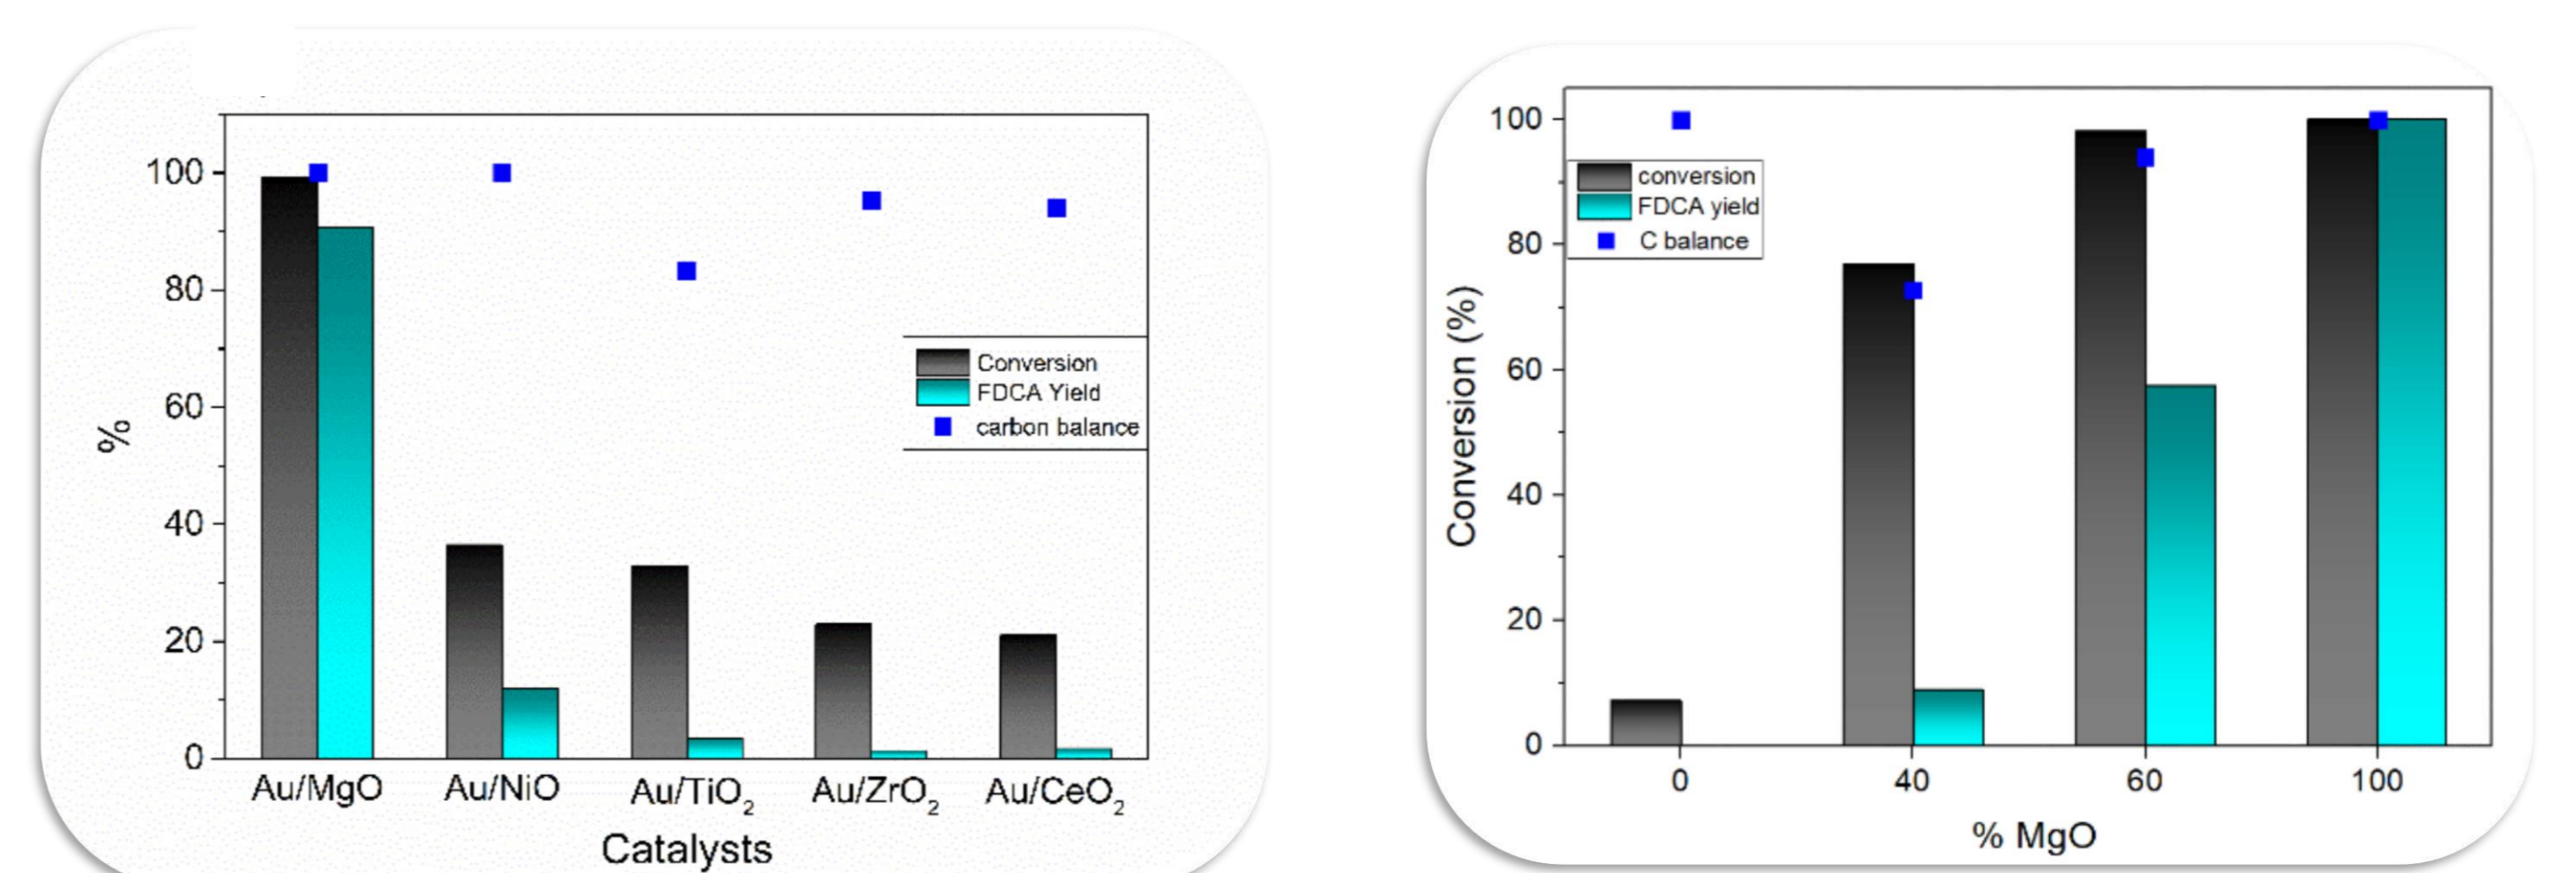 100
80
60
40
20
0
%
Conversion
FDCA Yield
carbon balance
Au/MgO Au/NiO Au/TiO₂ Au/ZrO₂ Au/CeO₂
Catalysts
100
80
60
40
20
0
Conversion (%)
conversion
FDCA yield
C balance
0 40 60 100
% MgO